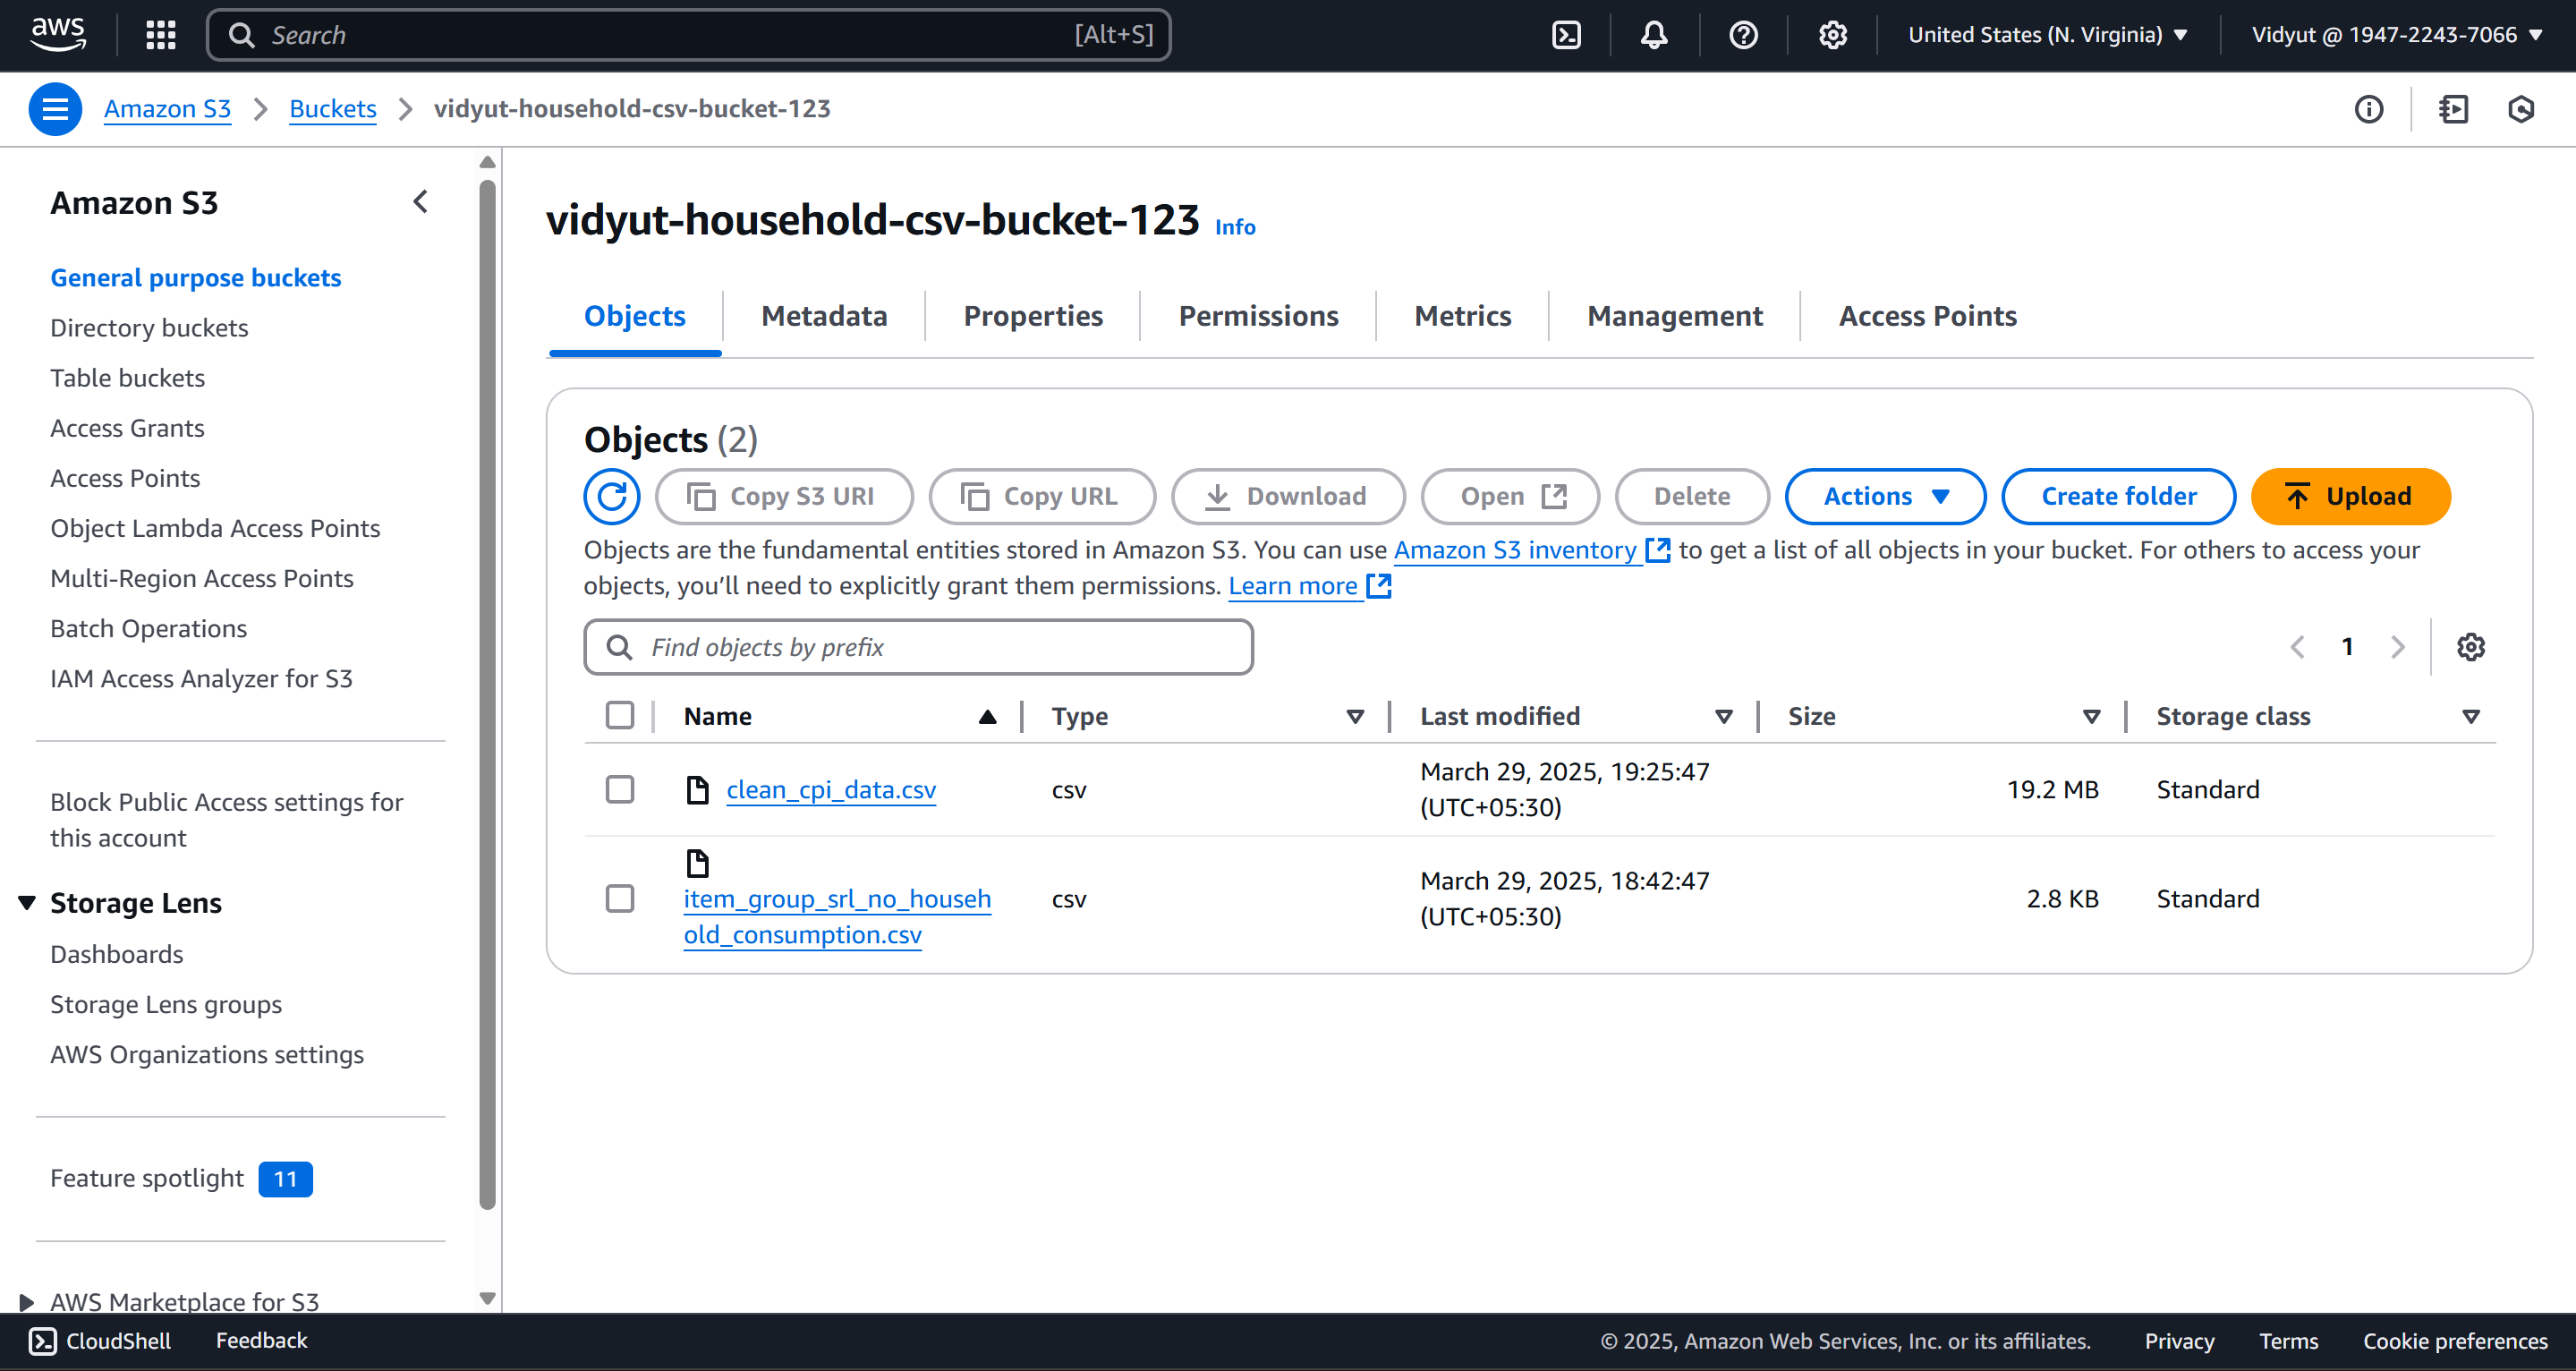 aws
Search [Alt+S]
United States (N. Virginia)
Vidyut @ 1947-2243-7066
Amazon S3 Buckets vidyut-household-csv-bucket-123
Amazon S3
General purpose buckets
Directory buckets
Table buckets
Access Grants
Access Points
Object Lambda Access Points
Multi-Region Access Points
Batch Operations
IAM Access Analyzer for S3
Block Public Access settings for
this account
Storage Lens
Dashboards
Storage Lens groups
AWS Organizations settings
Feature spotlight 11
AWS Marketplace for S3
vidyut-household-csv-bucket-123 Info
Objects Metadata Properties Permissions Metrics Management Access Points
Objects (2)
Copy S3 URI Copy URL Download Open Delete Actions Create folder Upload
Objects are the fundamental entities stored in Amazon S3. You can use Amazon S3 inventory to get a list of all objects in your bucket. For others to access your
objects, you’ll need to explicitly grant them permissions. Learn more
Find objects by prefix
1
Name Type Last modified Size Storage class
clean_cpi_data.csv csv March 29, 2025, 19:25:47 19.2 MB Standard
(UTC+05:30)
item_group_srl_no_househ csv March 29, 2025, 18:42:47 2.8 KB Standard
old_consumption.csv (UTC+05:30)
CloudShell Feedback © 2025, Amazon Web Services, Inc. or its affiliates. Privacy Terms Cookie preferences